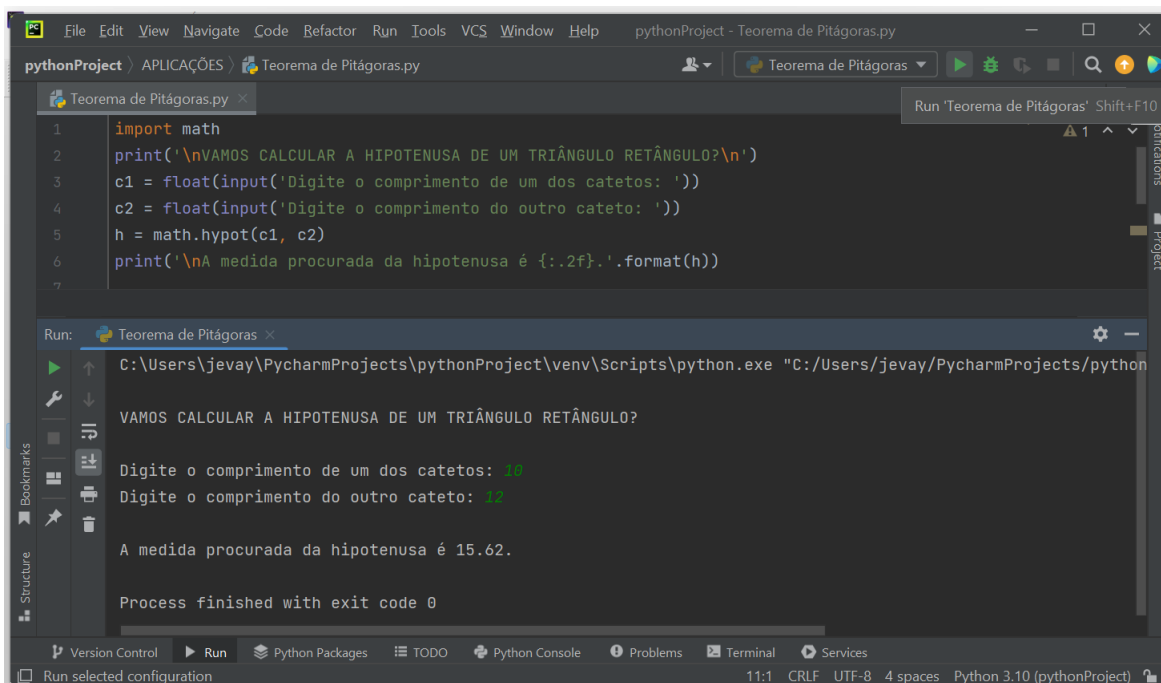 PC File Edit View Navigate Code Refactor Run Tools VCS Window Help pythonProject - Teorema de Pitágoras.py
pythonProject 〉 APLICAÇÕES 〉 Teorema de Pitágoras.py Teorema de Pitágoras
Teorema de Pitágoras.py
Run 'Teorema de Pitágoras' Shift+F10
1 import math
1
2 print('\nVAMOS CALCULAR A HIPOTENUSA DE UM TRIÂNGULO RETÂNGULO?\n')
3 c1 = float(input('Digite o comprimento de um dos catetos: '))
4 c2 = float(input('Digite o comprimento do outro cateto: '))
5 h = math.hypot(c1, c2)
6 print('\nA medida procurada da hipotenusa é {:.2f}.'.format(h))
7
Project
Run: Teorema de Pitágoras
C:\Users\jevay\PycharmProjects\pythonProject\venv\Scripts\python.exe "C:/Users/jevay/PycharmProjects/python
VAMOS CALCULAR A HIPOTENUSA DE UM TRIÂNGULO RETÂNGULO?
Digite o comprimento de um dos catetos: 10
Digite o comprimento do outro cateto: 12
A medida procurada da hipotenusa é 15.62.
Process finished with exit code 0
Bookmarks
Structure
Version Control Run Python Packages TODO Python Console Problems Terminal Services
Run selected configuration 11:1 CRLF UTF-8 4 spaces Python 3.10 (pythonProject)